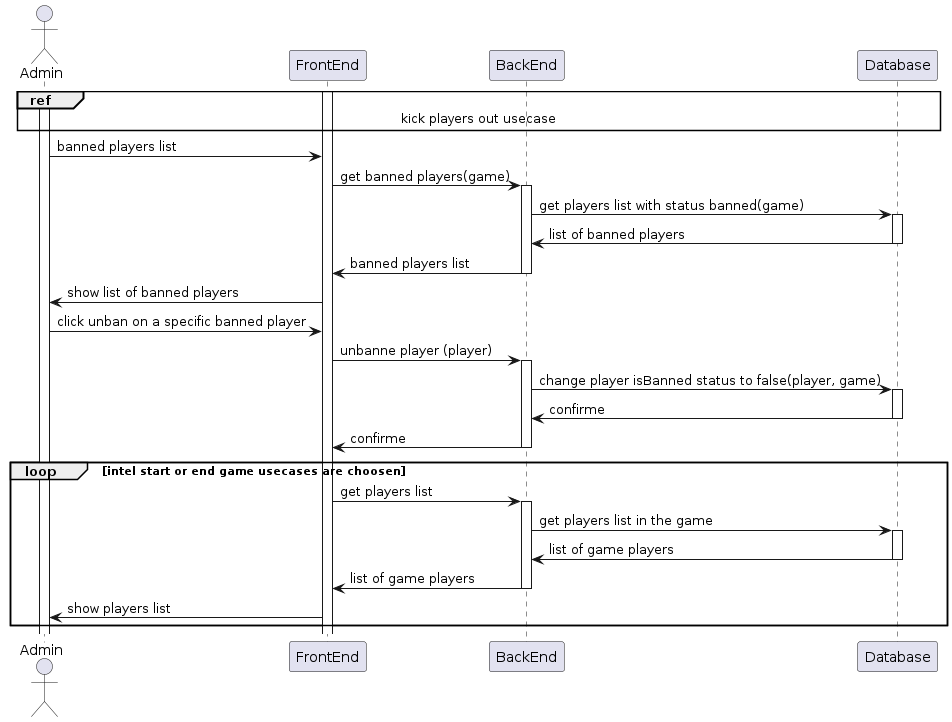 Admin
FrontEnd
BackEnd
Database
ref
kick players out usecase
banned players list
get banned players(game)
get players list with status banned(game)
list of banned players
banned players list
show list of banned players
click unban on a specific banned player
unbanne player (player)
change player isBanned status to false(player, game)
confirme
confirme
loop
[intel start or end game usecases are choosen]
get players list
get players list in the game
list of game players
list of game players
show players list
Admin
FrontEnd
BackEnd
Database